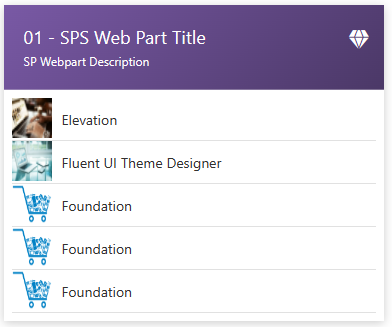 01 - SPS Web Part Title
SP Webpart Description
Elevation
Fluent UI Theme Designer
Foundation
Foundation
Foundation